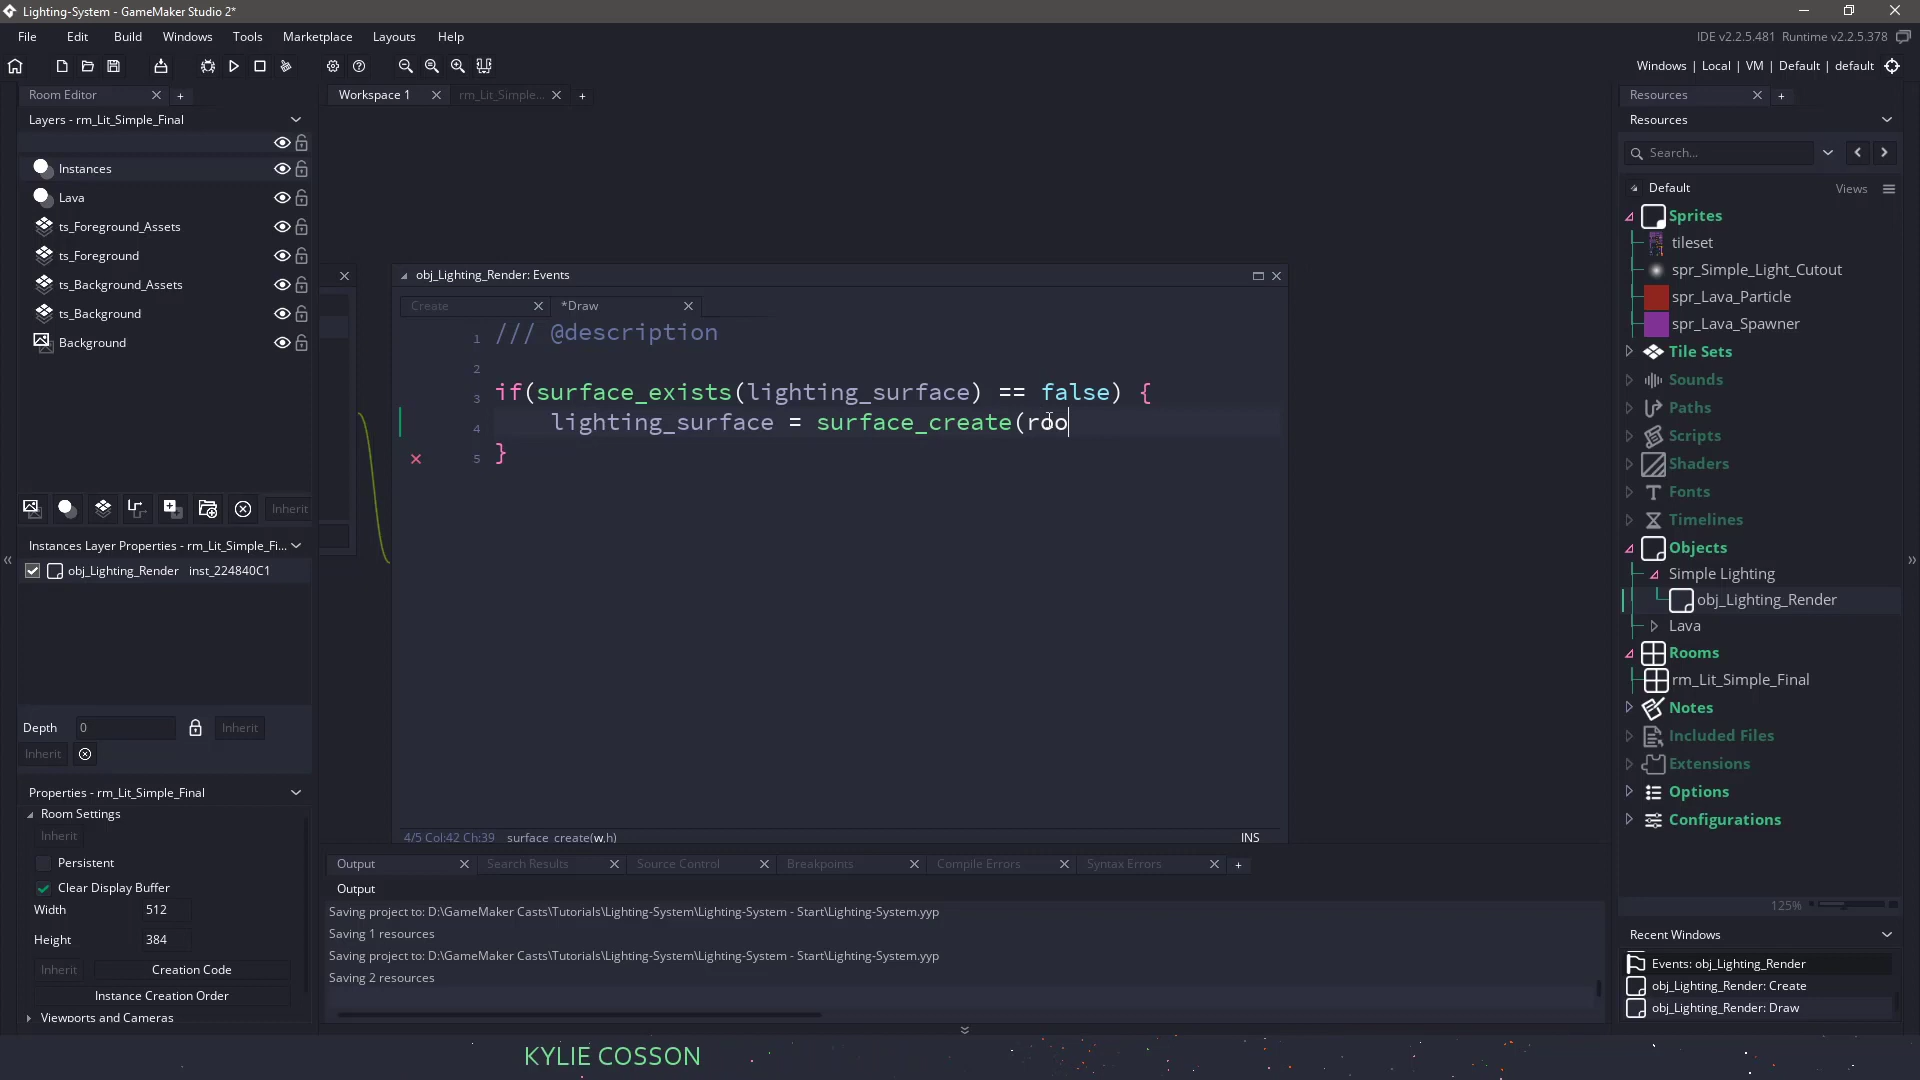 Lighting-System - GameMaker Studio 2*
File Edit Build Windows Tools Marketplace Layouts Help
IDE v2.2.5.481 Runtime v2.2.5.378
Windows | Local | VM | Default | default
Room Editor
Layers - rm_Lit_Simple_Final
Instances
Lava
ts_Foreground_Assets
ts_Foreground
ts_Background_Assets
ts_Background
Background
Inherit
Instances Layer Properties - rm_Lit_Simple_Fi...
obj_Lighting_Render inst_224840C1
Depth 0 Inherit
Inherit
Properties - rm_Lit_Simple_Final
Room Settings
Inherit
Persistent
Clear Display Buffer
Width 512
Height 384
Inherit Creation Code
Instance Creation Order
Viewports and Cameras
Workspace 1 rm_Lit_Simple...
obj_Lighting_Render: Events
Create *Draw
1 /// @description
2
3 if(surface_exists(lighting_surface) == false) {
4 lighting_surface = surface_create(roo
5 }
4/5 Col:42 Ch:39 surface_create(w,h) INS
Output Search Results Source Control Breakpoints Compile Errors Syntax Errors
Output
Saving project to: D:\GameMaker Casts\Tutorials\Lighting-System\Lighting-System - Start\Lighting-System.yyp
Saving 1 resources
Saving project to: D:\GameMaker Casts\Tutorials\Lighting-System\Lighting-System - Start\Lighting-System.yyp
Saving 2 resources
Resources
Resources
Search...
Default Views
Sprites
tileset
spr_Simple_Light_Cutout
spr_Lava_Particle
spr_Lava_Spawner
Tile Sets
Sounds
Paths
Scripts
Shaders
Fonts
Timelines
Objects
Simple Lighting
obj_Lighting_Render
Lava
Rooms
rm_Lit_Simple_Final
Notes
Included Files
Extensions
Options
Configurations
125%
Recent Windows
Events: obj_Lighting_Render
obj_Lighting_Render: Create
obj_Lighting_Render: Draw
KYLIE COSSON